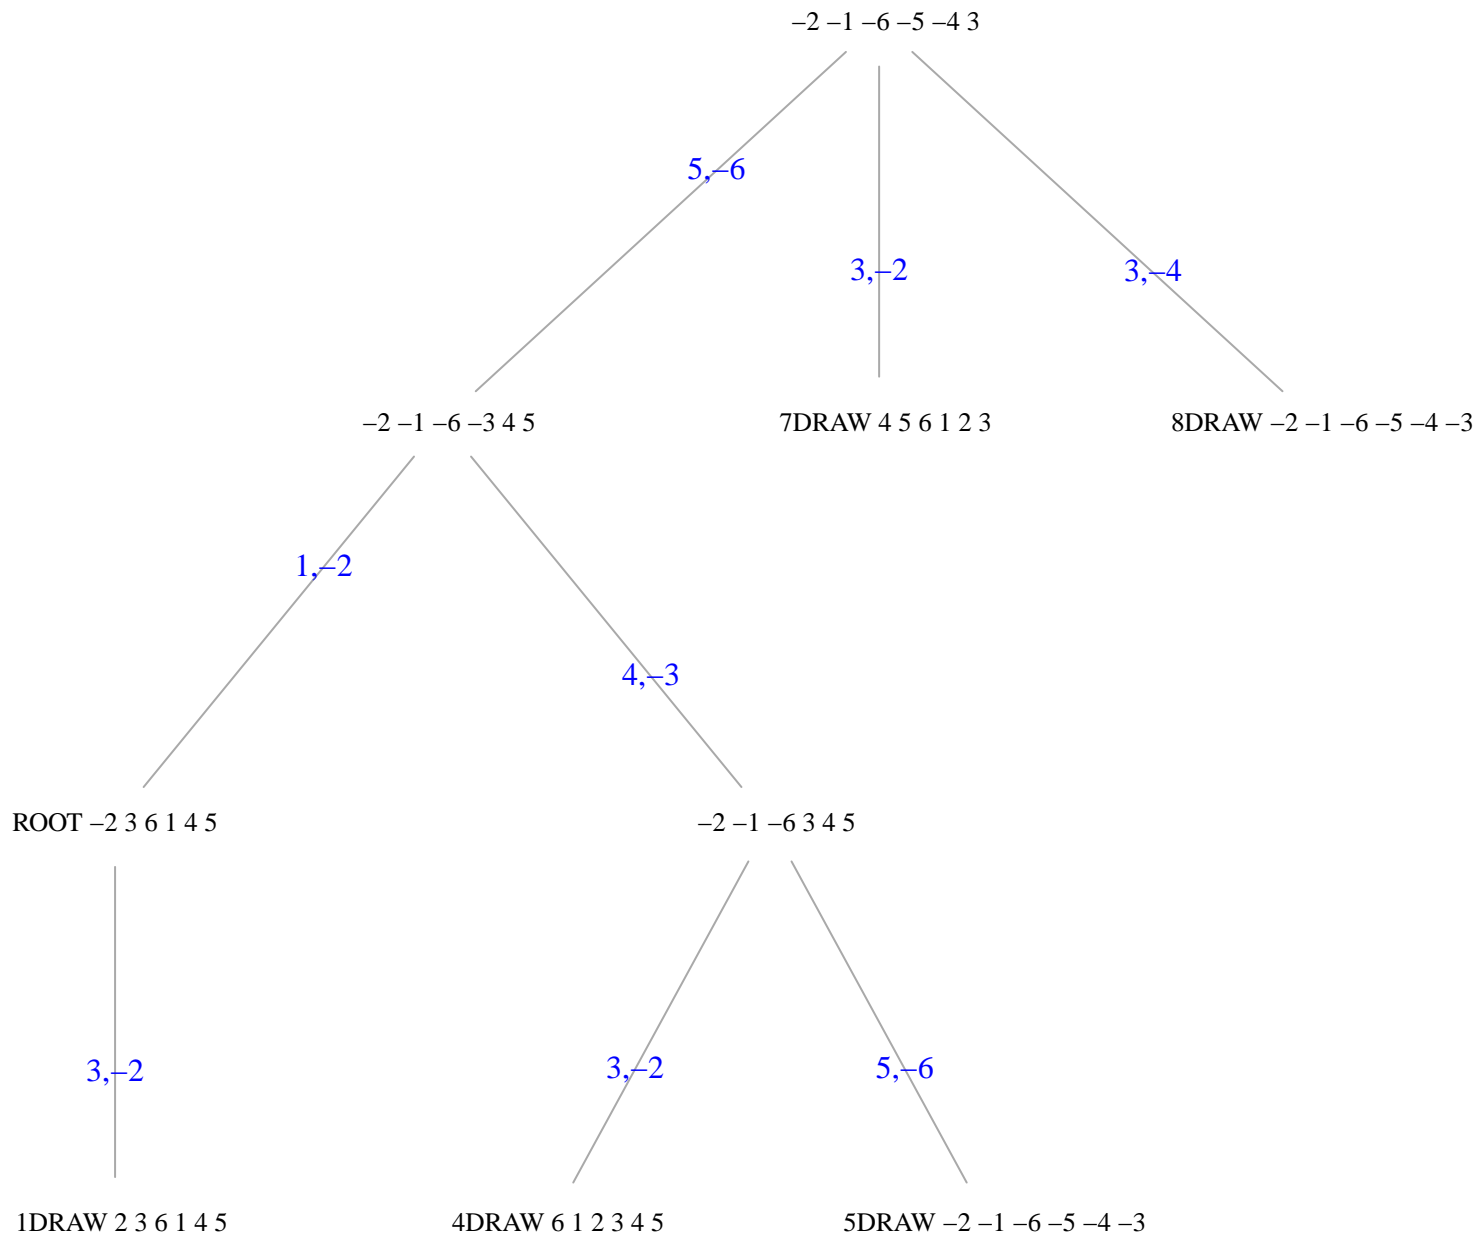 –2 –1 –6 –5 –4 3
5,–6
3,–2
3,–4
–2 –1 –6 –3 4 5
7DRAW 4 5 6 1 2 3
8DRAW –2 –1 –6 –5 –4 –3
1,–2
4,–3
ROOT –2 3 6 1 4 5
–2 –1 –6 3 4 5
3,–2
3,–2
5,–6
1DRAW 2 3 6 1 4 5
4DRAW 6 1 2 3 4 5
5DRAW –2 –1 –6 –5 –4 –3